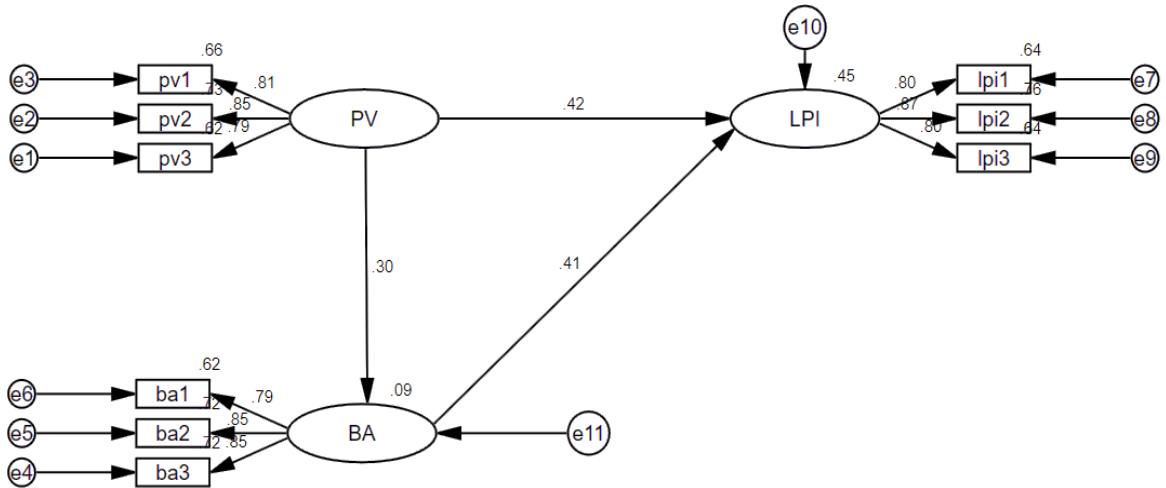 e10
.66
.64
e3
pv1
.81
.45
.80
lpi1
e7
.73
.76
e2
pv2
.85
PV
.42
LPI
.87
lpi2
e8
.62
.79
.80
.64
e1
pv3
lpi3
e9
.30
.41
.62
.09
e6
ba1
.79
.72
e5
ba2
.85
BA
e11
.72
.85
e4
ba3